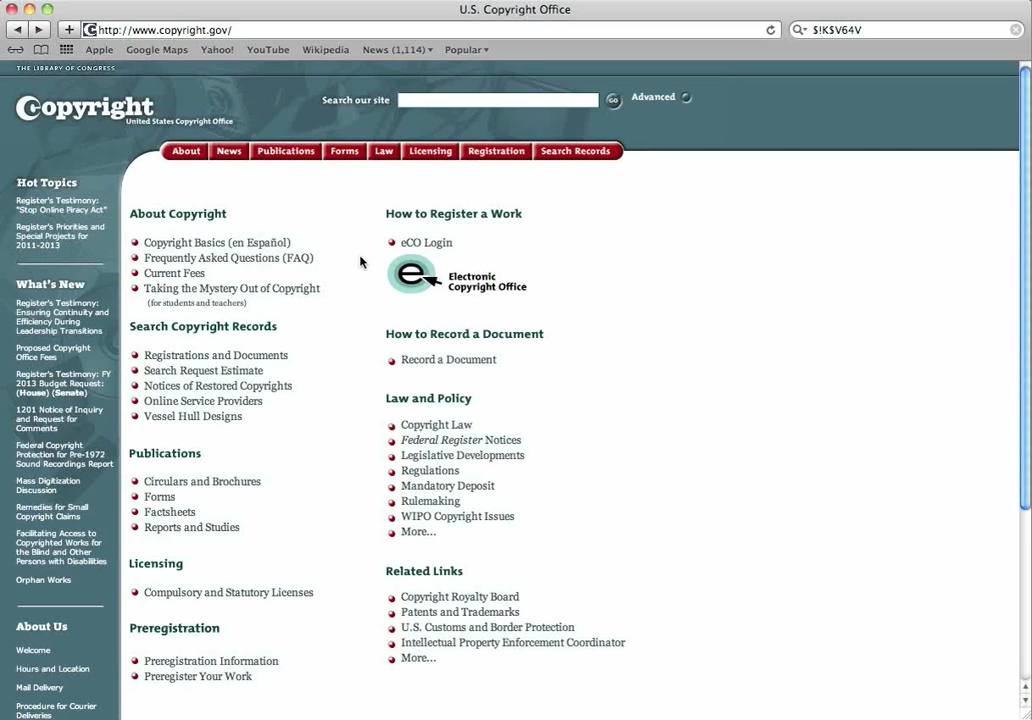 U.S. Copyright Office
http://www.copyright.gov/
$!K$V64V
Apple Google Maps Yahoo! YouTube Wikipedia News (1,114) Popular
THE LIBRARY OF CONGRESS
Copyright
United States Copyright Office
Search our site
GO
Advanced
About News Publications Forms Law Licensing Registration Search Records
Hot Topics
Register's Testimony:
"Stop Online Piracy Act"
Register's Priorities and
Special Projects for
2011-2013
What's New
Register's Testimony:
Ensuring Continuity and
Efficiency During
Leadership Transitions
Proposed Copyright
Office Fees
Register's Testimony: FY
2013 Budget Request:
(House) (Senate)
1201 Notice of Inquiry
and Request for
Comments
Federal Copyright
Protection for Pre-1972
Sound Recordings Report
Mass Digitization
Discussion
Remedies for Small
Copyright Claims
Facilitating Access to
Copyrighted Works for
the Blind and Other
Persons with Disabilities
Orphan Works
About Us
Welcome
Hours and Location
Mail Delivery
Procedure for Courier
Deliveries
About Copyright
Copyright Basics (en Español)
Frequently Asked Questions (FAQ)
Current Fees
Taking the Mystery Out of Copyright
(for students and teachers)
Search Copyright Records
Registrations and Documents
Search Request Estimate
Notices of Restored Copyrights
Online Service Providers
Vessel Hull Designs
Publications
Circulars and Brochures
Forms
Factsheets
Reports and Studies
Licensing
Compulsory and Statutory Licenses
Preregistration
Preregistration Information
Preregister Your Work
How to Register a Work
eCO Login
e
Electronic
Copyright Office
How to Record a Document
Record a Document
Law and Policy
Copyright Law
Federal Register Notices
Legislative Developments
Regulations
Mandatory Deposit
Rulemaking
WIPO Copyright Issues
More...
Related Links
Copyright Royalty Board
Patents and Trademarks
U.S. Customs and Border Protection
Intellectual Property Enforcement Coordinator
More...